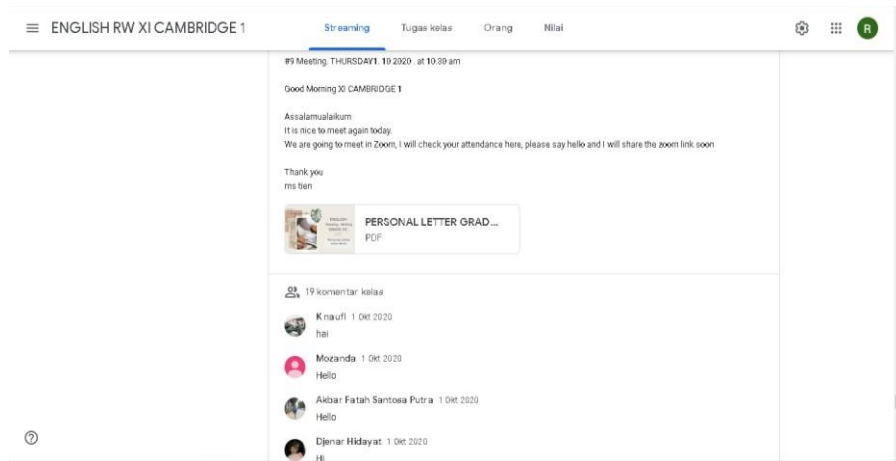 ENGLISH RW XI CAMBRIDGE 1
Streaming Tugas kelas Orang Nilai
R
#9 Meeting. THURSDAY1. 10 2020 . at 10.30 am
Good Morning XI CAMBRIDGE 1
Assalamualaikum
It is nice to meet again today.
We are going to meet in Zoom, I will check your attendance here, please say hello and I will share the zoom link soon
Thank you
ms tien
PERSONAL LETTER GRAD...
PDF
19 komentar kelas
K naufl 1 Okt 2020
hai
Mozanda 1 Okt 2020
Hello
Akbar Fatah Santosa Putra 1 Okt 2020
Hello
Djenar Hidayat 1 Okt 2020
Hi